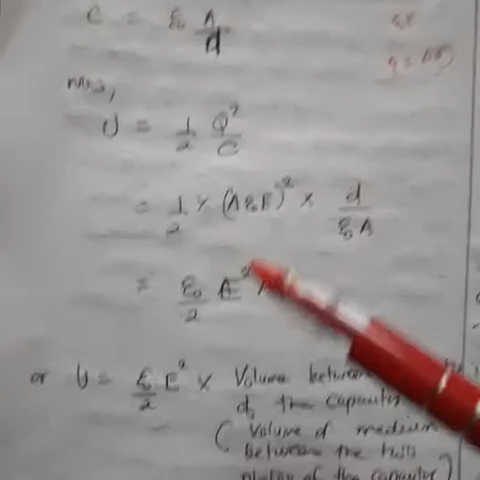 C = ε₀ A/d
Now,
U = 1/2 Q²/C
= 1/2 × (Aε₀E)² × d/ε₀A
= ε₀/2 E²
or U = ε₀/2 E² × Volume between
of the capacitor
(Volume of medium
between the two
plates of the capacitor)